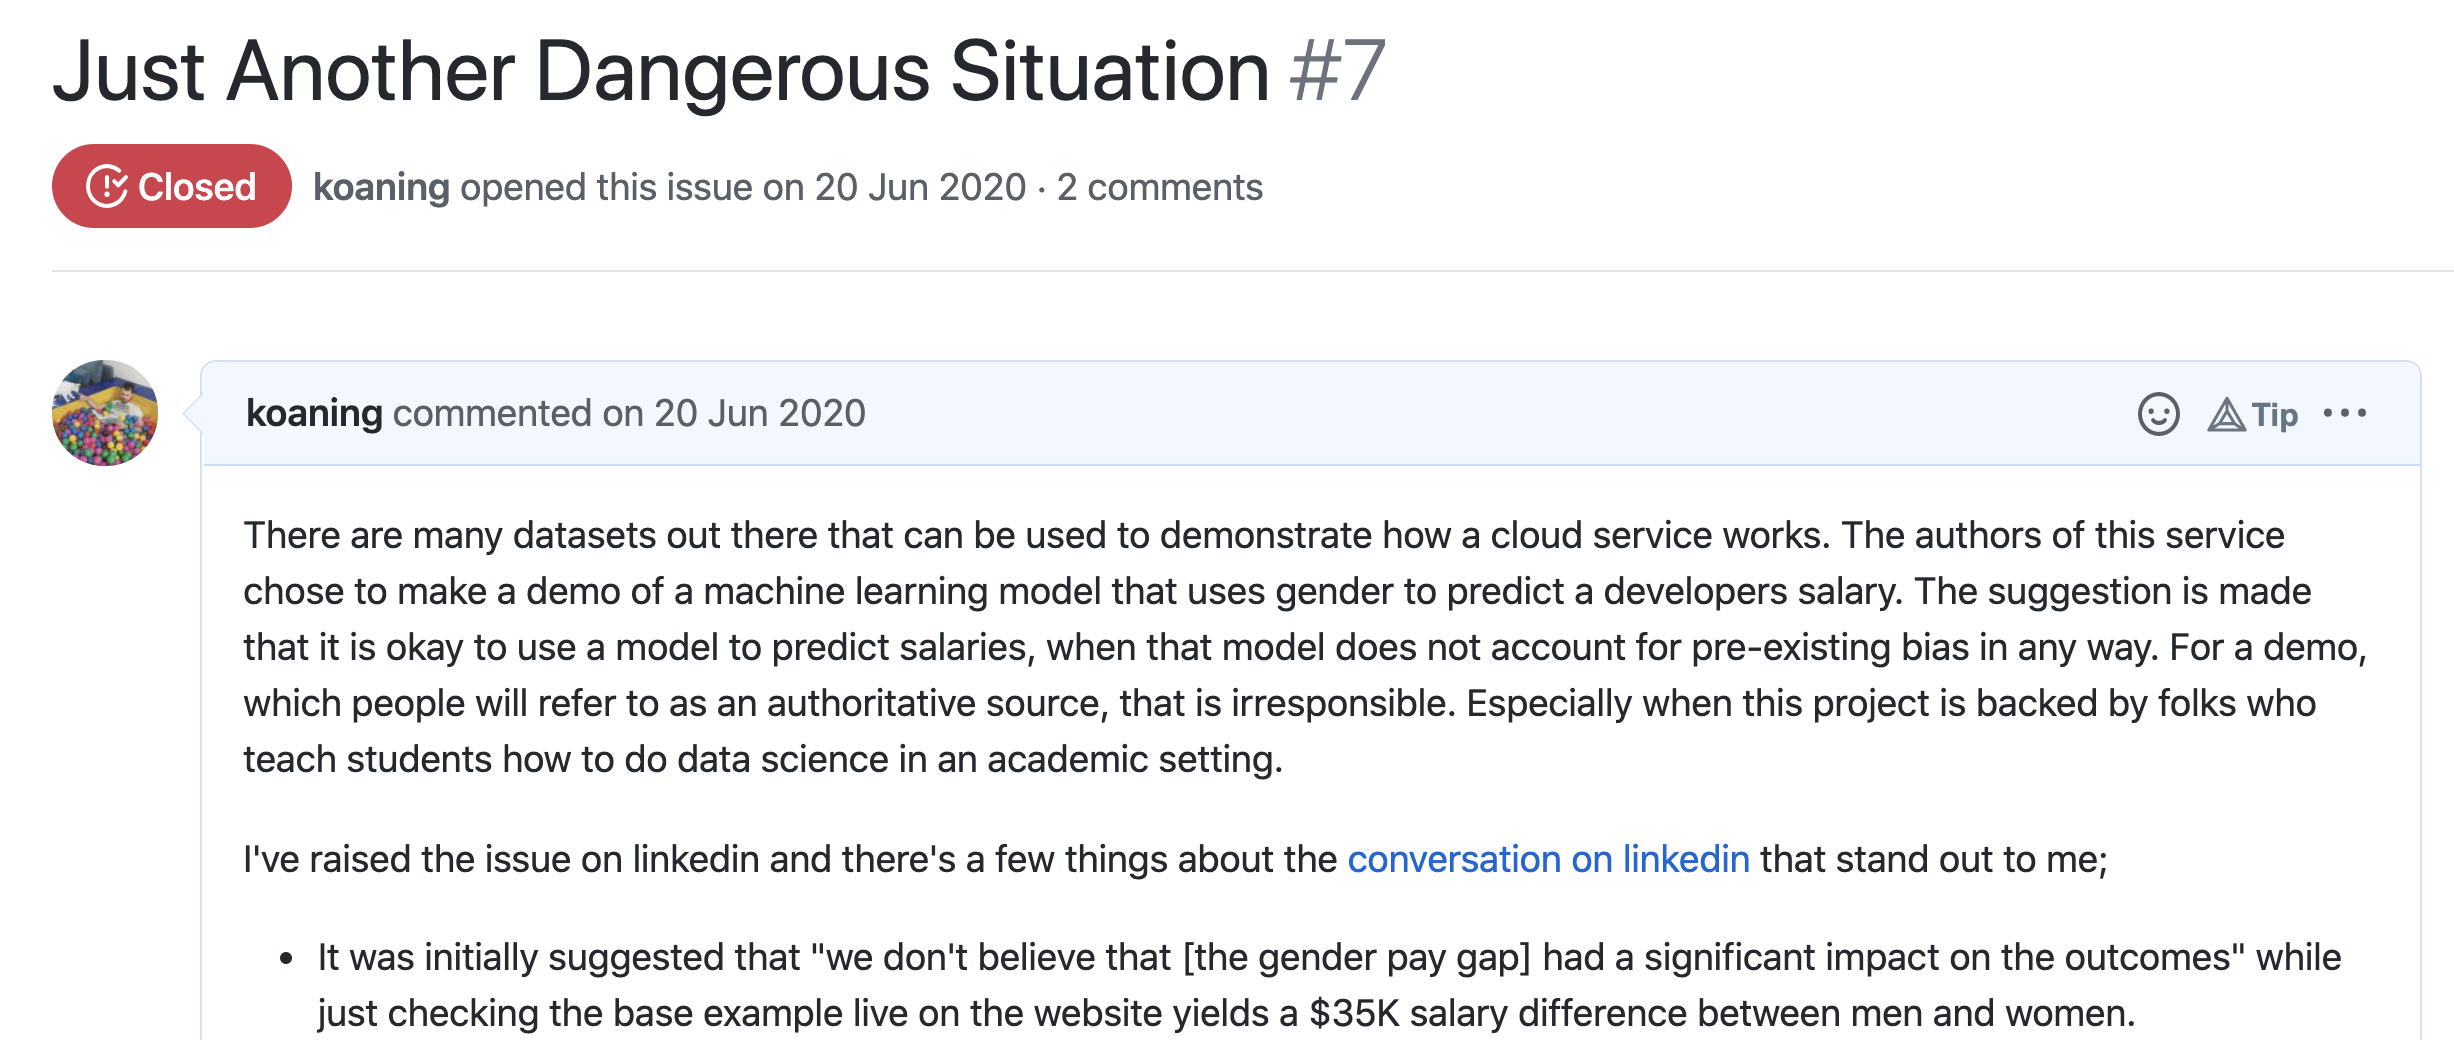 Just Another Dangerous Situation #7
Closed
koaning opened this issue on 20 Jun 2020 · 2 comments
koaning commented on 20 Jun 2020
Tip
There are many datasets out there that can be used to demonstrate how a cloud service works. The authors of this service
chose to make a demo of a machine learning model that uses gender to predict a developers salary. The suggestion is made
that it is okay to use a model to predict salaries, when that model does not account for pre-existing bias in any way. For a demo,
which people will refer to as an authoritative source, that is irresponsible. Especially when this project is backed by folks who
teach students how to do data science in an academic setting.
I've raised the issue on linkedin and there's a few things about the conversation on linkedin that stand out to me;
• It was initially suggested that "we don't believe that [the gender pay gap] had a significant impact on the outcomes" while
just checking the base example live on the website yields a $35K salary difference between men and women.